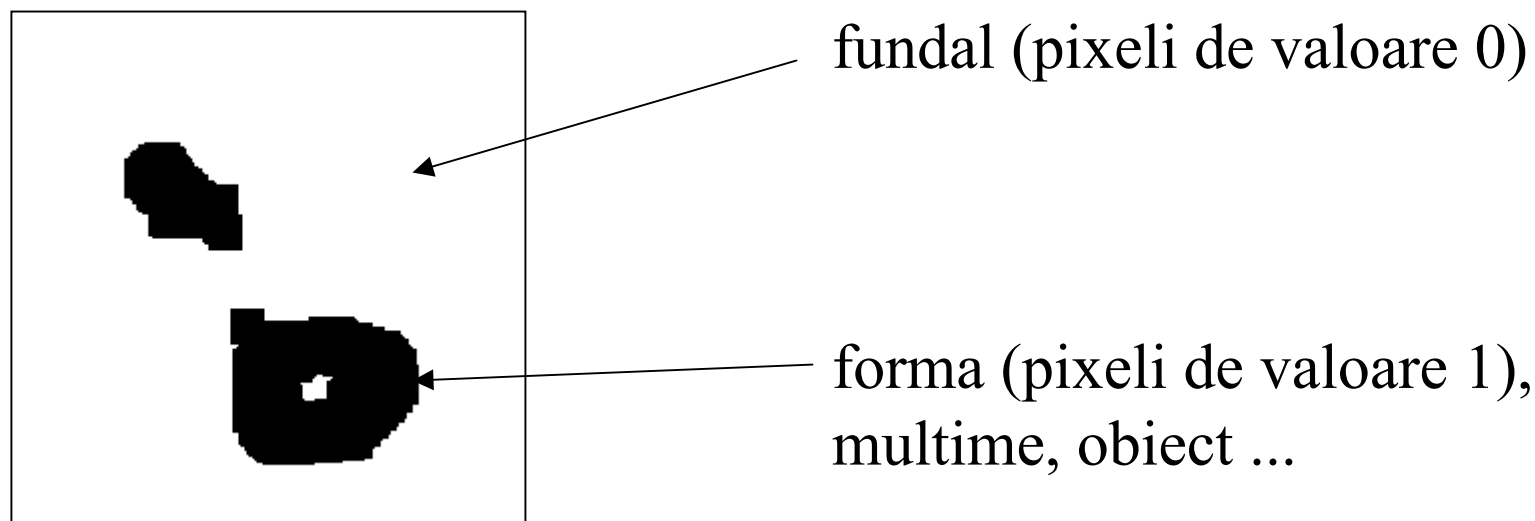 fundal (pixeli de valoare 0)
forma (pixeli de valoare 1),
multime, obiect ...